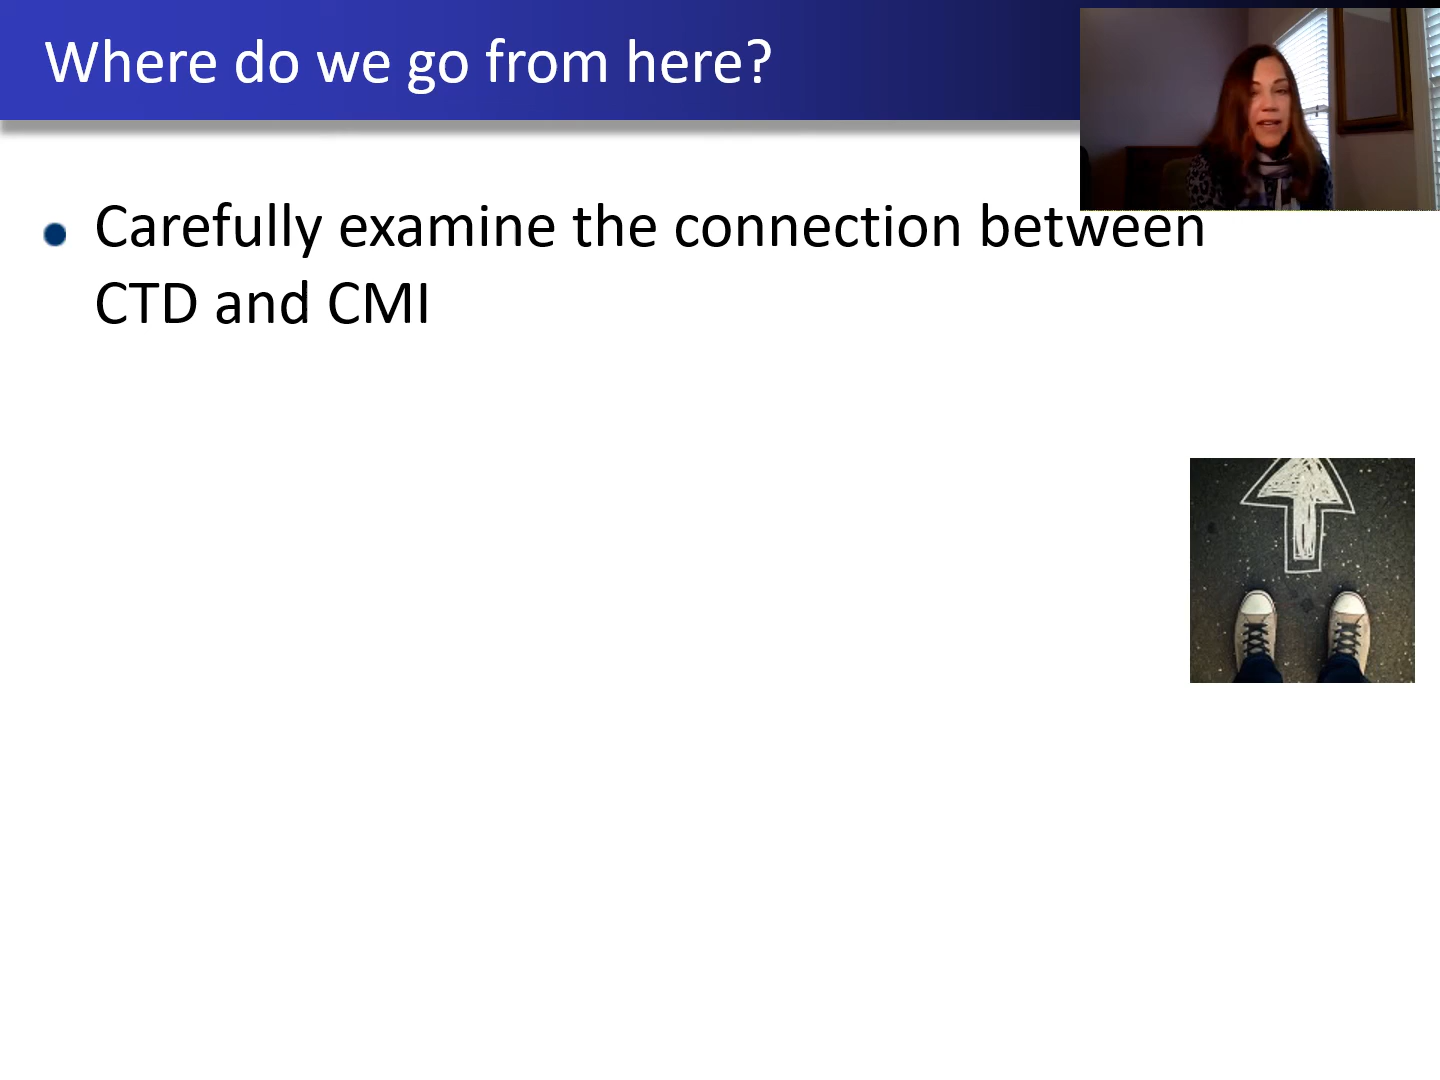 Where do we go from here?
Carefully examine the connection between
CTD and CMI